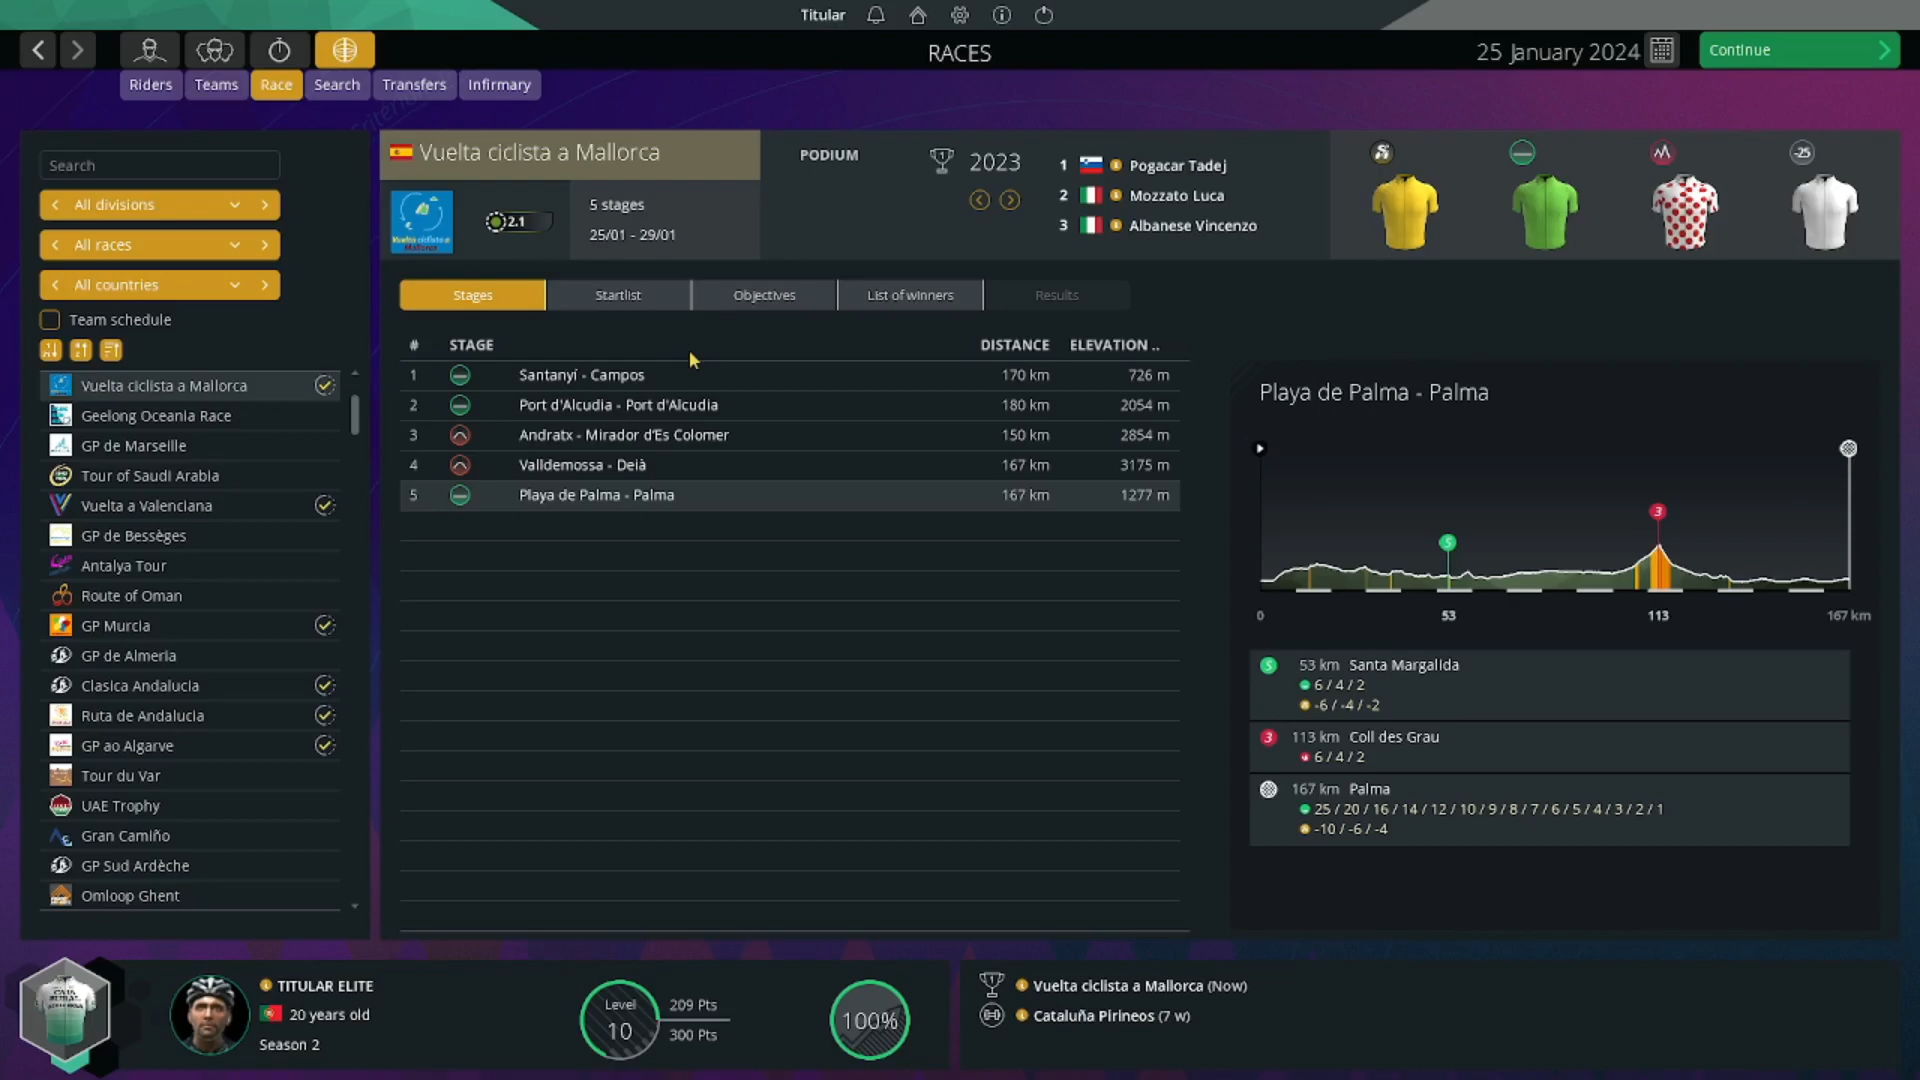 Titular
RACES
25 January 2024
Continue
Riders
Teams
Race
Search
Transfers
Infirmary
Search
All divisions
All races
All countries
Team schedule
Vuelta ciclista a Mallorca
Geelong Oceania Race
GP de Marseille
Tour of Saudi Arabia
Vuelta a Valenciana
GP de Bessèges
Antalya Tour
Route of Oman
GP Murcia
GP de Almeria
Clasica Andalucia
Ruta de Andalucia
GP ao Algarve
Tour du Var
UAE Trophy
Gran Camiño
GP Sud Ardèche
Omloop Ghent
Vuelta ciclista a Mallorca
2.1
5 stages
25/01 - 29/01
PODIUM
2023
1 Pogacar Tadej
2 Mozzato Luca
3 Albanese Vincenzo
-25
Stages
Startlist
Objectives
List of winners
Results
# STAGE DISTANCE ELEVATION ..
1 Santanyí - Campos 170 km 726 m
2 Port d'Alcudia - Port d'Alcudia 180 km 2054 m
3 Andratx - Mirador d'Es Colomer 150 km 2854 m
4 Valldemossa - Deià 167 km 3175 m
5 Playa de Palma - Palma 167 km 1277 m
Playa de Palma - Palma
3
S
0 53 113 167 km
S 53 km Santa Margalida
6 / 4 / 2
-6 / -4 / -2
3 113 km Coll des Grau
6 / 4 / 2
167 km Palma
25 / 20 / 16 / 14 / 12 / 10 / 9 / 8 / 7 / 6 / 5 / 4 / 3 / 2 / 1
-10 / -6 / -4
TITULAR ELITE
20 years old
Season 2
Level
10
209 Pts
300 Pts
100%
Vuelta ciclista a Mallorca (Now)
Cataluña Pirineos (7 w)